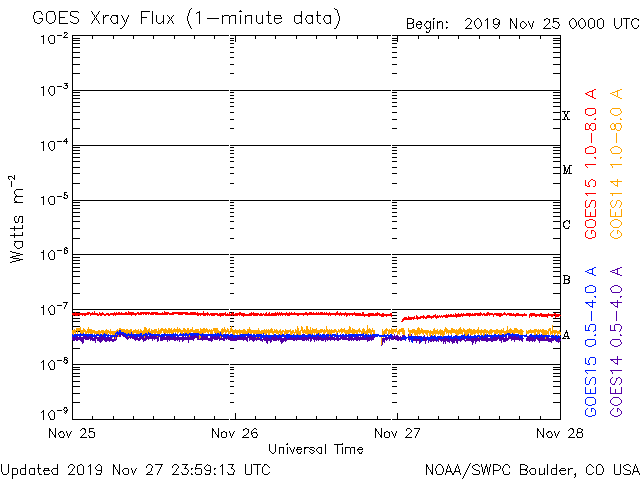 GOES Xray Flux (1-minute data)
Begin: 2019 Nov 25 0000 UTC
10⁻²
10⁻³
10⁻⁴
10⁻⁵
10⁻⁶
10⁻⁷
10⁻⁸
10⁻⁹
Watts m⁻²
X
M
C
B
A
GOES15 1.0-8.0 A
GOES14 1.0-8.0 A
GOES15 0.5-4.0 A
GOES14 0.5-4.0 A
Nov 25 Nov 26 Nov 27 Nov 28
Universal Time
Updated 2019 Nov 27 23:59:13 UTC
NOAA/SWPC Boulder, CO USA